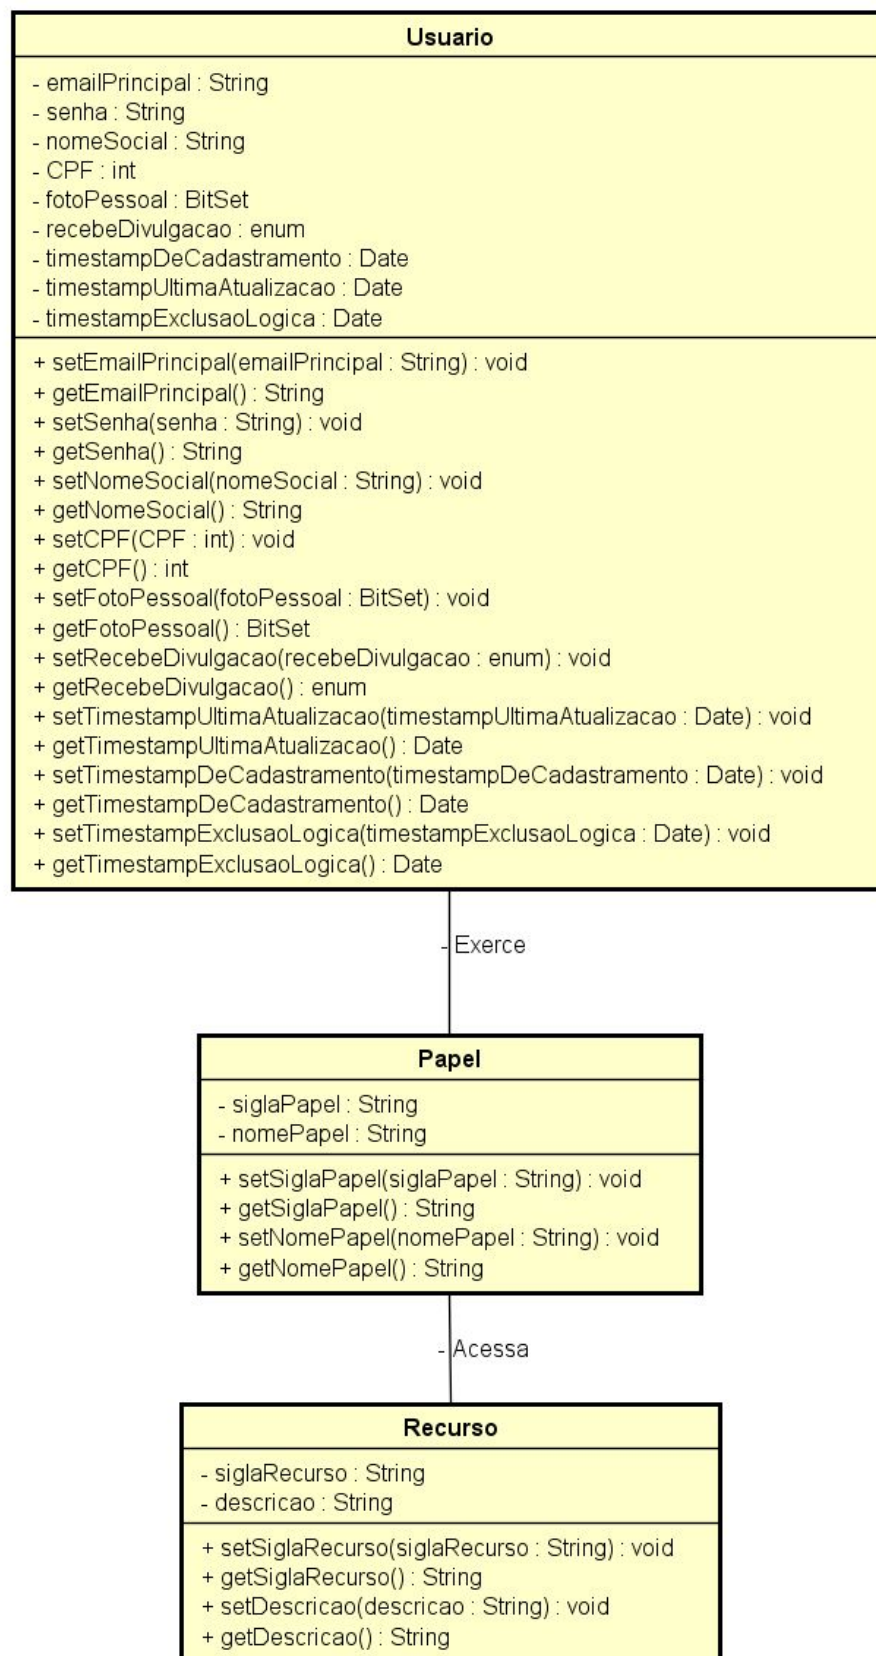 Usuario
- emailPrincipal : String
- senha : String
- nomeSocial : String
- CPF : int
- fotoPessoal : BitSet
- recebeDivulgacao : enum
- timestampDeCadastramento : Date
- timestampUltimaAtualizacao : Date
- timestampExclusaoLogica : Date
+ setEmailPrincipal(emailPrincipal : String) : void
+ getEmailPrincipal() : String
+ setSenha(senha : String) : void
+ getSenha() : String
+ setNomeSocial(nomeSocial : String) : void
+ getNomeSocial() : String
+ setCPF(CPF : int) : void
+ getCPF() : int
+ setFotoPessoal(fotoPessoal : BitSet) : void
+ getFotoPessoal() : BitSet
+ setRecebeDivulgacao(recebeDivulgacao : enum) : void
+ getRecebeDivulgacao() : enum
+ setTimestampUltimaAtualizacao(timestampUltimaAtualizacao : Date) : void
+ getTimestampUltimaAtualizacao() : Date
+ setTimestampDeCadastramento(timestampDeCadastramento : Date) : void
+ getTimestampDeCadastramento() : Date
+ setTimestampExclusaoLogica(timestampExclusaoLogica : Date) : void
+ getTimestampExclusaoLogica() : Date
- Exerce
Papel
- siglaPapel : String
- nomePapel : String
+ setSiglaPapel(siglaPapel : String) : void
+ getSiglaPapel() : String
+ setNomePapel(nomePapel : String) : void
+ getNomePapel() : String
- Acessa
Recurso
- siglaRecurso : String
- descricao : String
+ setSiglaRecurso(siglaRecurso : String) : void
+ getSiglaRecurso() : String
+ setDescricao(descricao : String) : void
+ getDescricao() : String